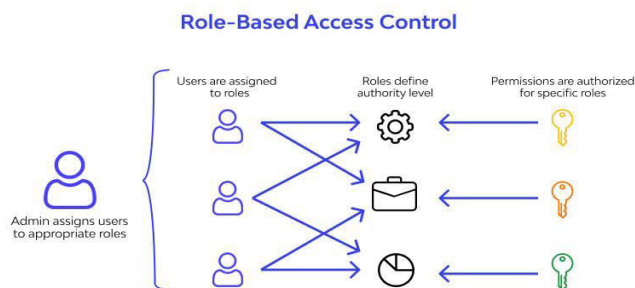 Role-Based Access Control
Users are assigned
to roles
Roles define
authority level
Permissions are authorized
for specific roles
Admin assigns users
to appropriate roles